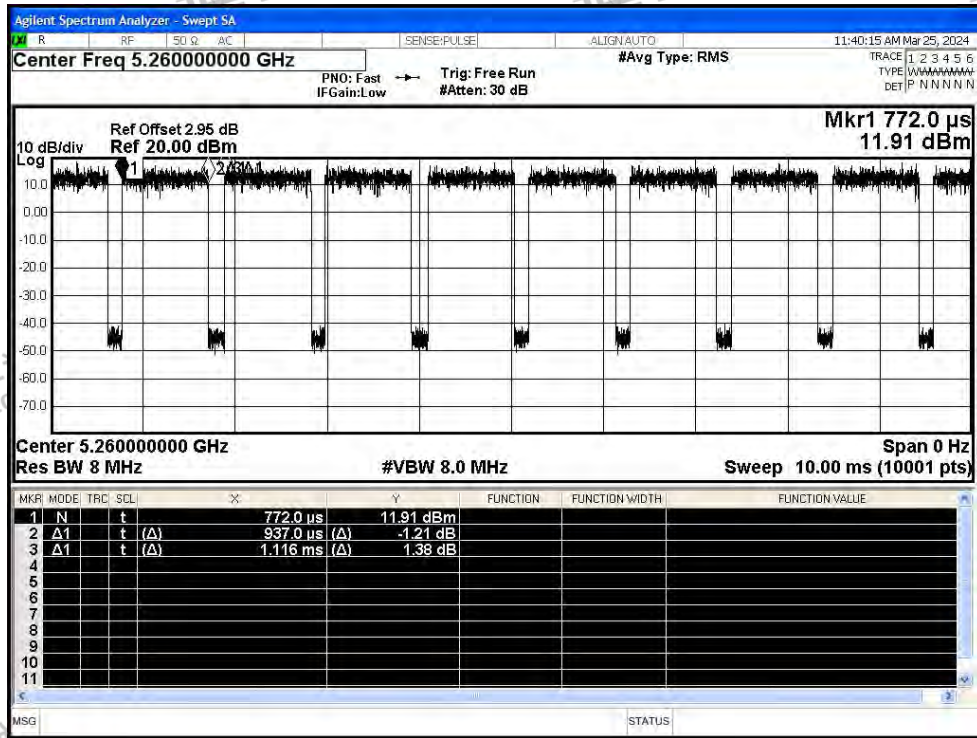 Agilent Spectrum Analyzer - Swept SA
LXI R RF 50 Ω AC SENSE:PULSE ALIGN AUTO 11:40:15 AM Mar 25, 2024
Center Freq 5.260000000 GHz #Avg Type: RMS TRACE 1 2 3 4 5 6
PNO: Fast Trig: Free Run TYPE WWWWWW
IFGain:Low #Atten: 30 dB DET P N N N N N
Ref Offset 2.95 dB Mkr1 772.0 µs
10 dB/div Ref 20.00 dBm 11.91 dBm
Log
1 2Δ1
10.0
0.00
-10.0
-20.0
-30.0
-40.0
-50.0
-60.0
-70.0
Center 5.260000000 GHz Span 0 Hz
Res BW 8 MHz #VBW 8.0 MHz Sweep 10.00 ms (10001 pts)
MKR MODE TRC SCL X Y FUNCTION FUNCTION WIDTH FUNCTION VALUE
1 N t 772.0 µs 11.91 dBm
2 Δ1 t (Δ) 937.0 µs (Δ) -1.21 dB
3 Δ1 t (Δ) 1.116 ms (Δ) 1.38 dB
4
5
6
7
8
9
10
11
MSG STATUS